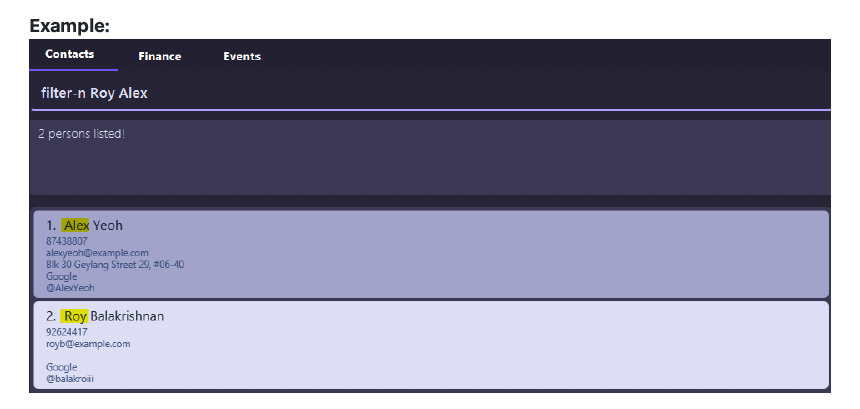 Example:
Contacts Finance Events
filter-n Roy Alex
2 persons listed!
1. Alex Yeoh
87438807
alexyeoh@example.com
Blk 30 Geylang Street 29, #06-40
Google
@AlexYeoh
2. Roy Balakrishnan
92624417
royb@example.com
Google
@balakroiii